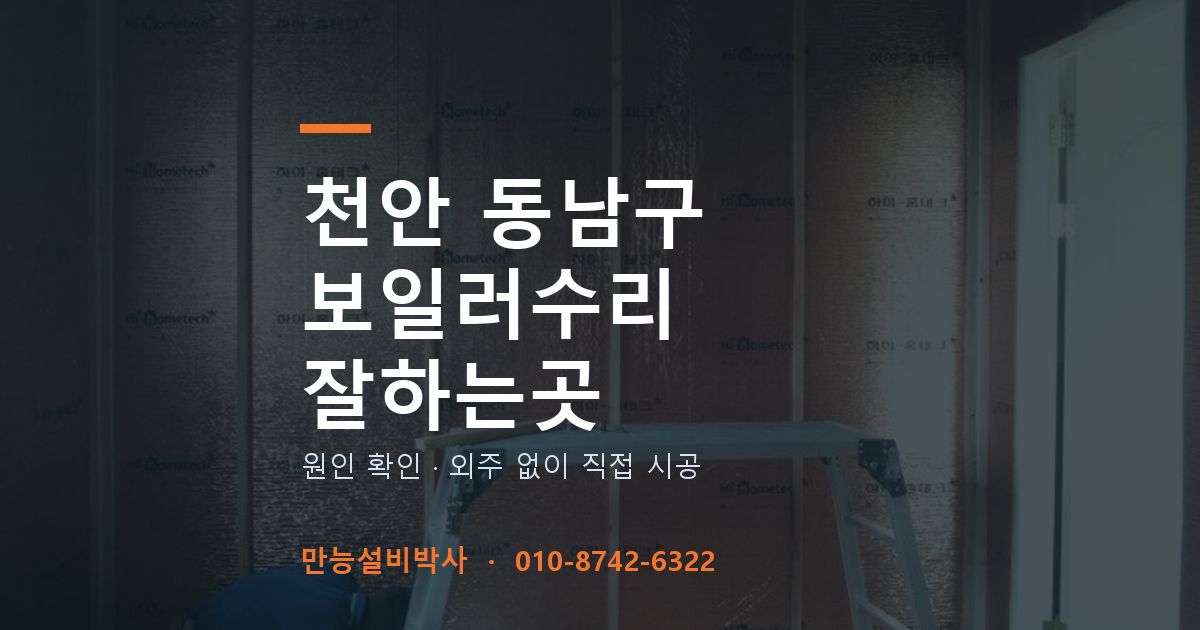 천안 동남구
보일러수리
잘하는곳
원인 확인 · 외주 없이 직접 시공
만능설비박사 · 010-8742-6322